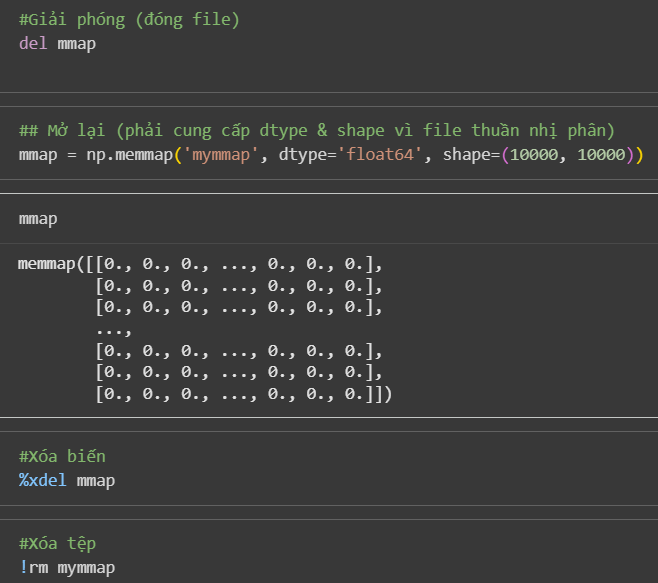 #Giải phóng (đóng file)
del mmap
## Mở lại (phải cung cấp dtype & shape vì file thuần nhị phân)
mmap = np.memmap('mymmap', dtype='float64', shape=(10000, 10000))
mmap
memmap([[0., 0., 0., ..., 0., 0., 0.],
        [0., 0., 0., ..., 0., 0., 0.],
        [0., 0., 0., ..., 0., 0., 0.],
        ...,
        [0., 0., 0., ..., 0., 0., 0.],
        [0., 0., 0., ..., 0., 0., 0.],
        [0., 0., 0., ..., 0., 0., 0.]])
#Xóa biến
%xdel mmap
#Xóa tệp
!rm mymmap